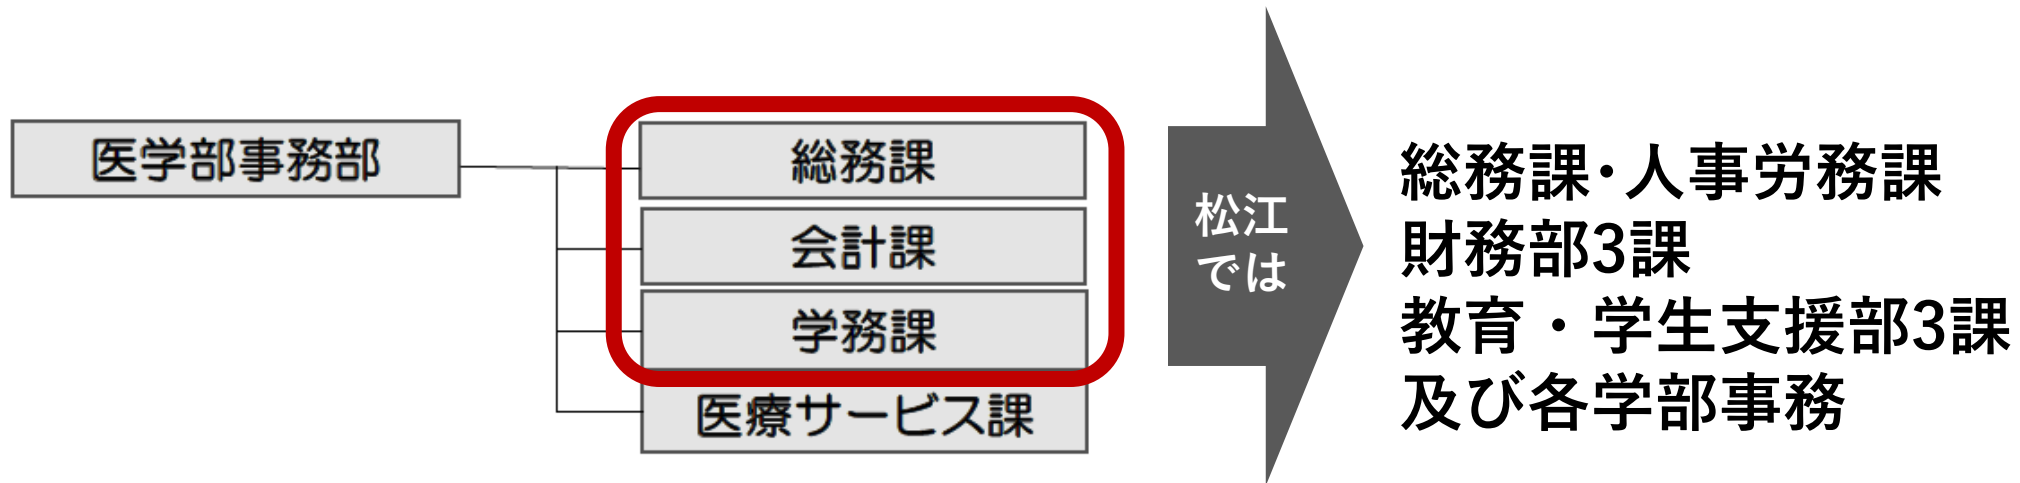 医学部事務部
総務課
会計課
学務課
医療サービス課
松江
では
総務課･人事労務課
財務部3課
教育・学生支援部3課
及び各学部事務